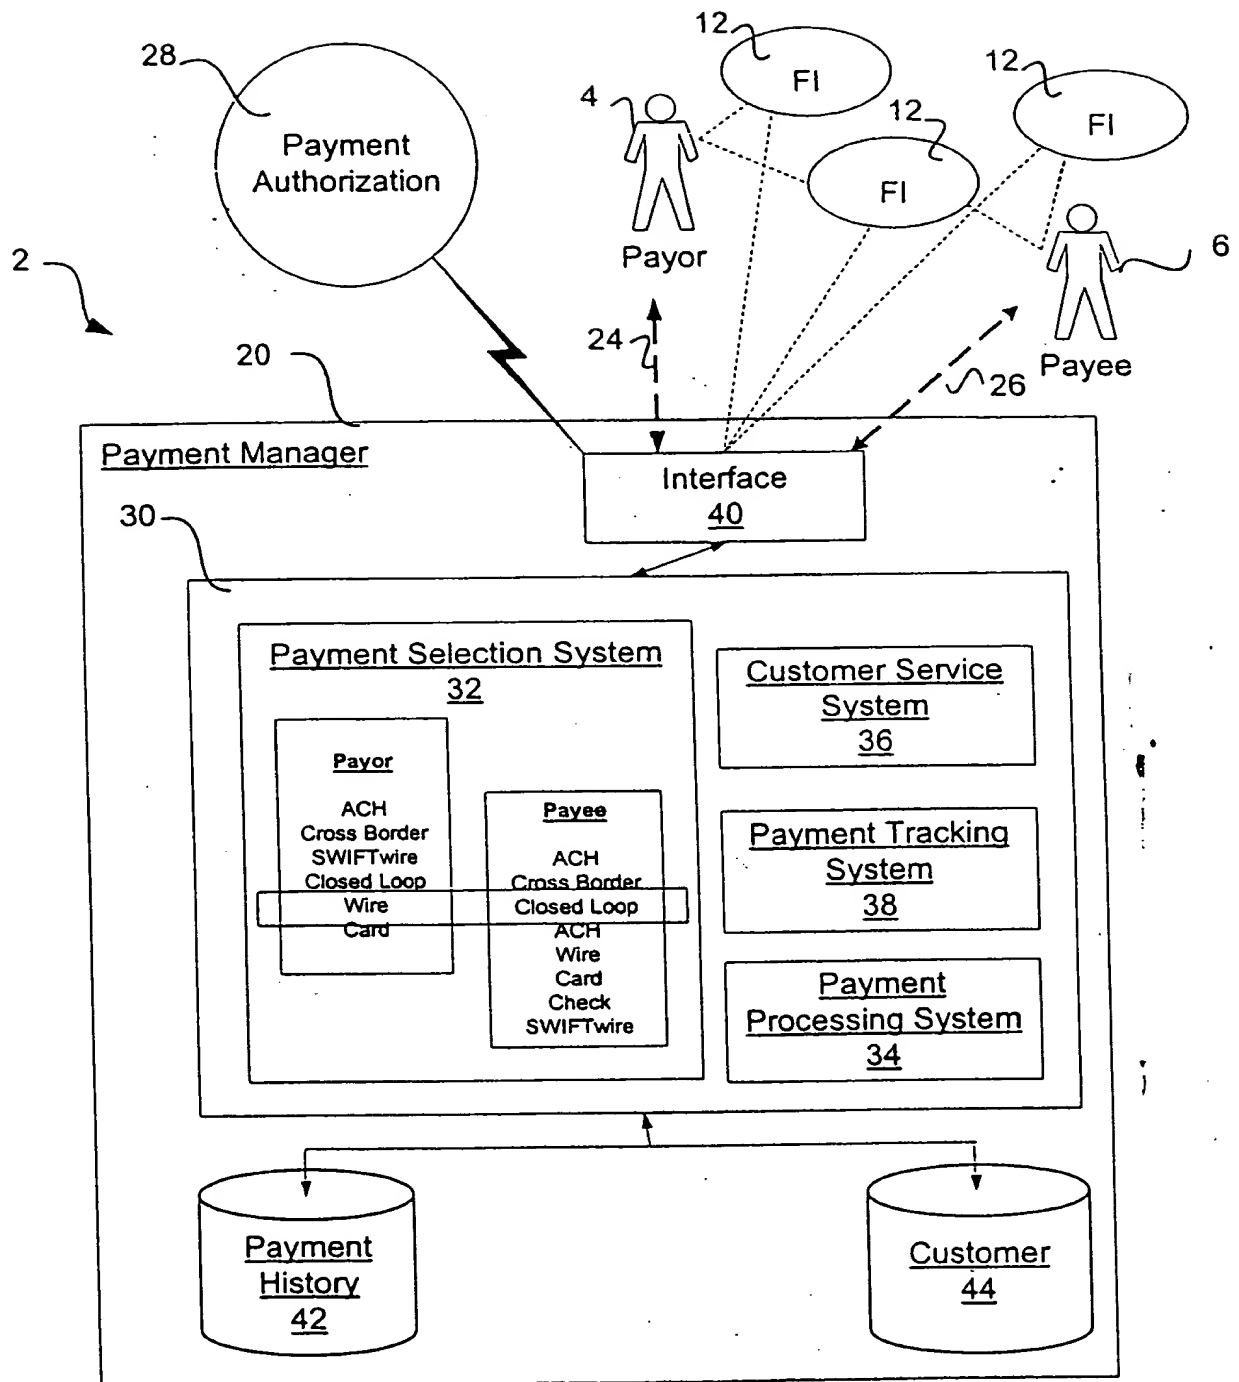 12
28
12
FI
4
12
FI
Payment
Authorization
FI
2
Payor
6
24
20
Payee
26
Payment Manager
Interface
40
30
Payment Selection System
32
Customer Service
System
36
Payor
ACH
Cross Border
SWIFTwire
Closed Loop
Wire
Card
Payee
ACH
Cross Border
Closed Loop
ACH
Wire
Card
Check
SWIFTwire
Payment Tracking
System
38
Payment
Processing System
34
Payment
History
42
Customer
44